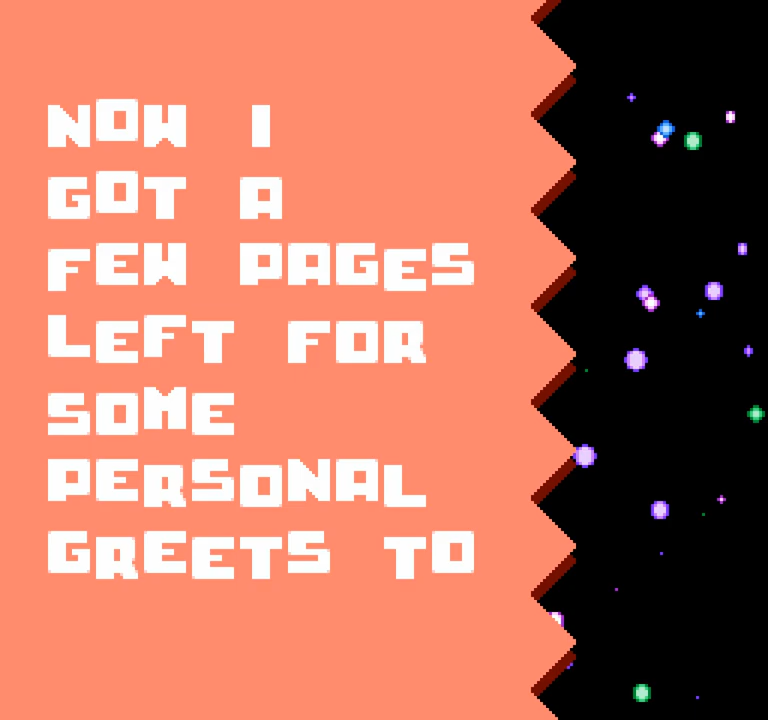 NOW I
GOT A
FEW PAGES
LEFT FOR
SOME
PERSONAL
GREETS TO